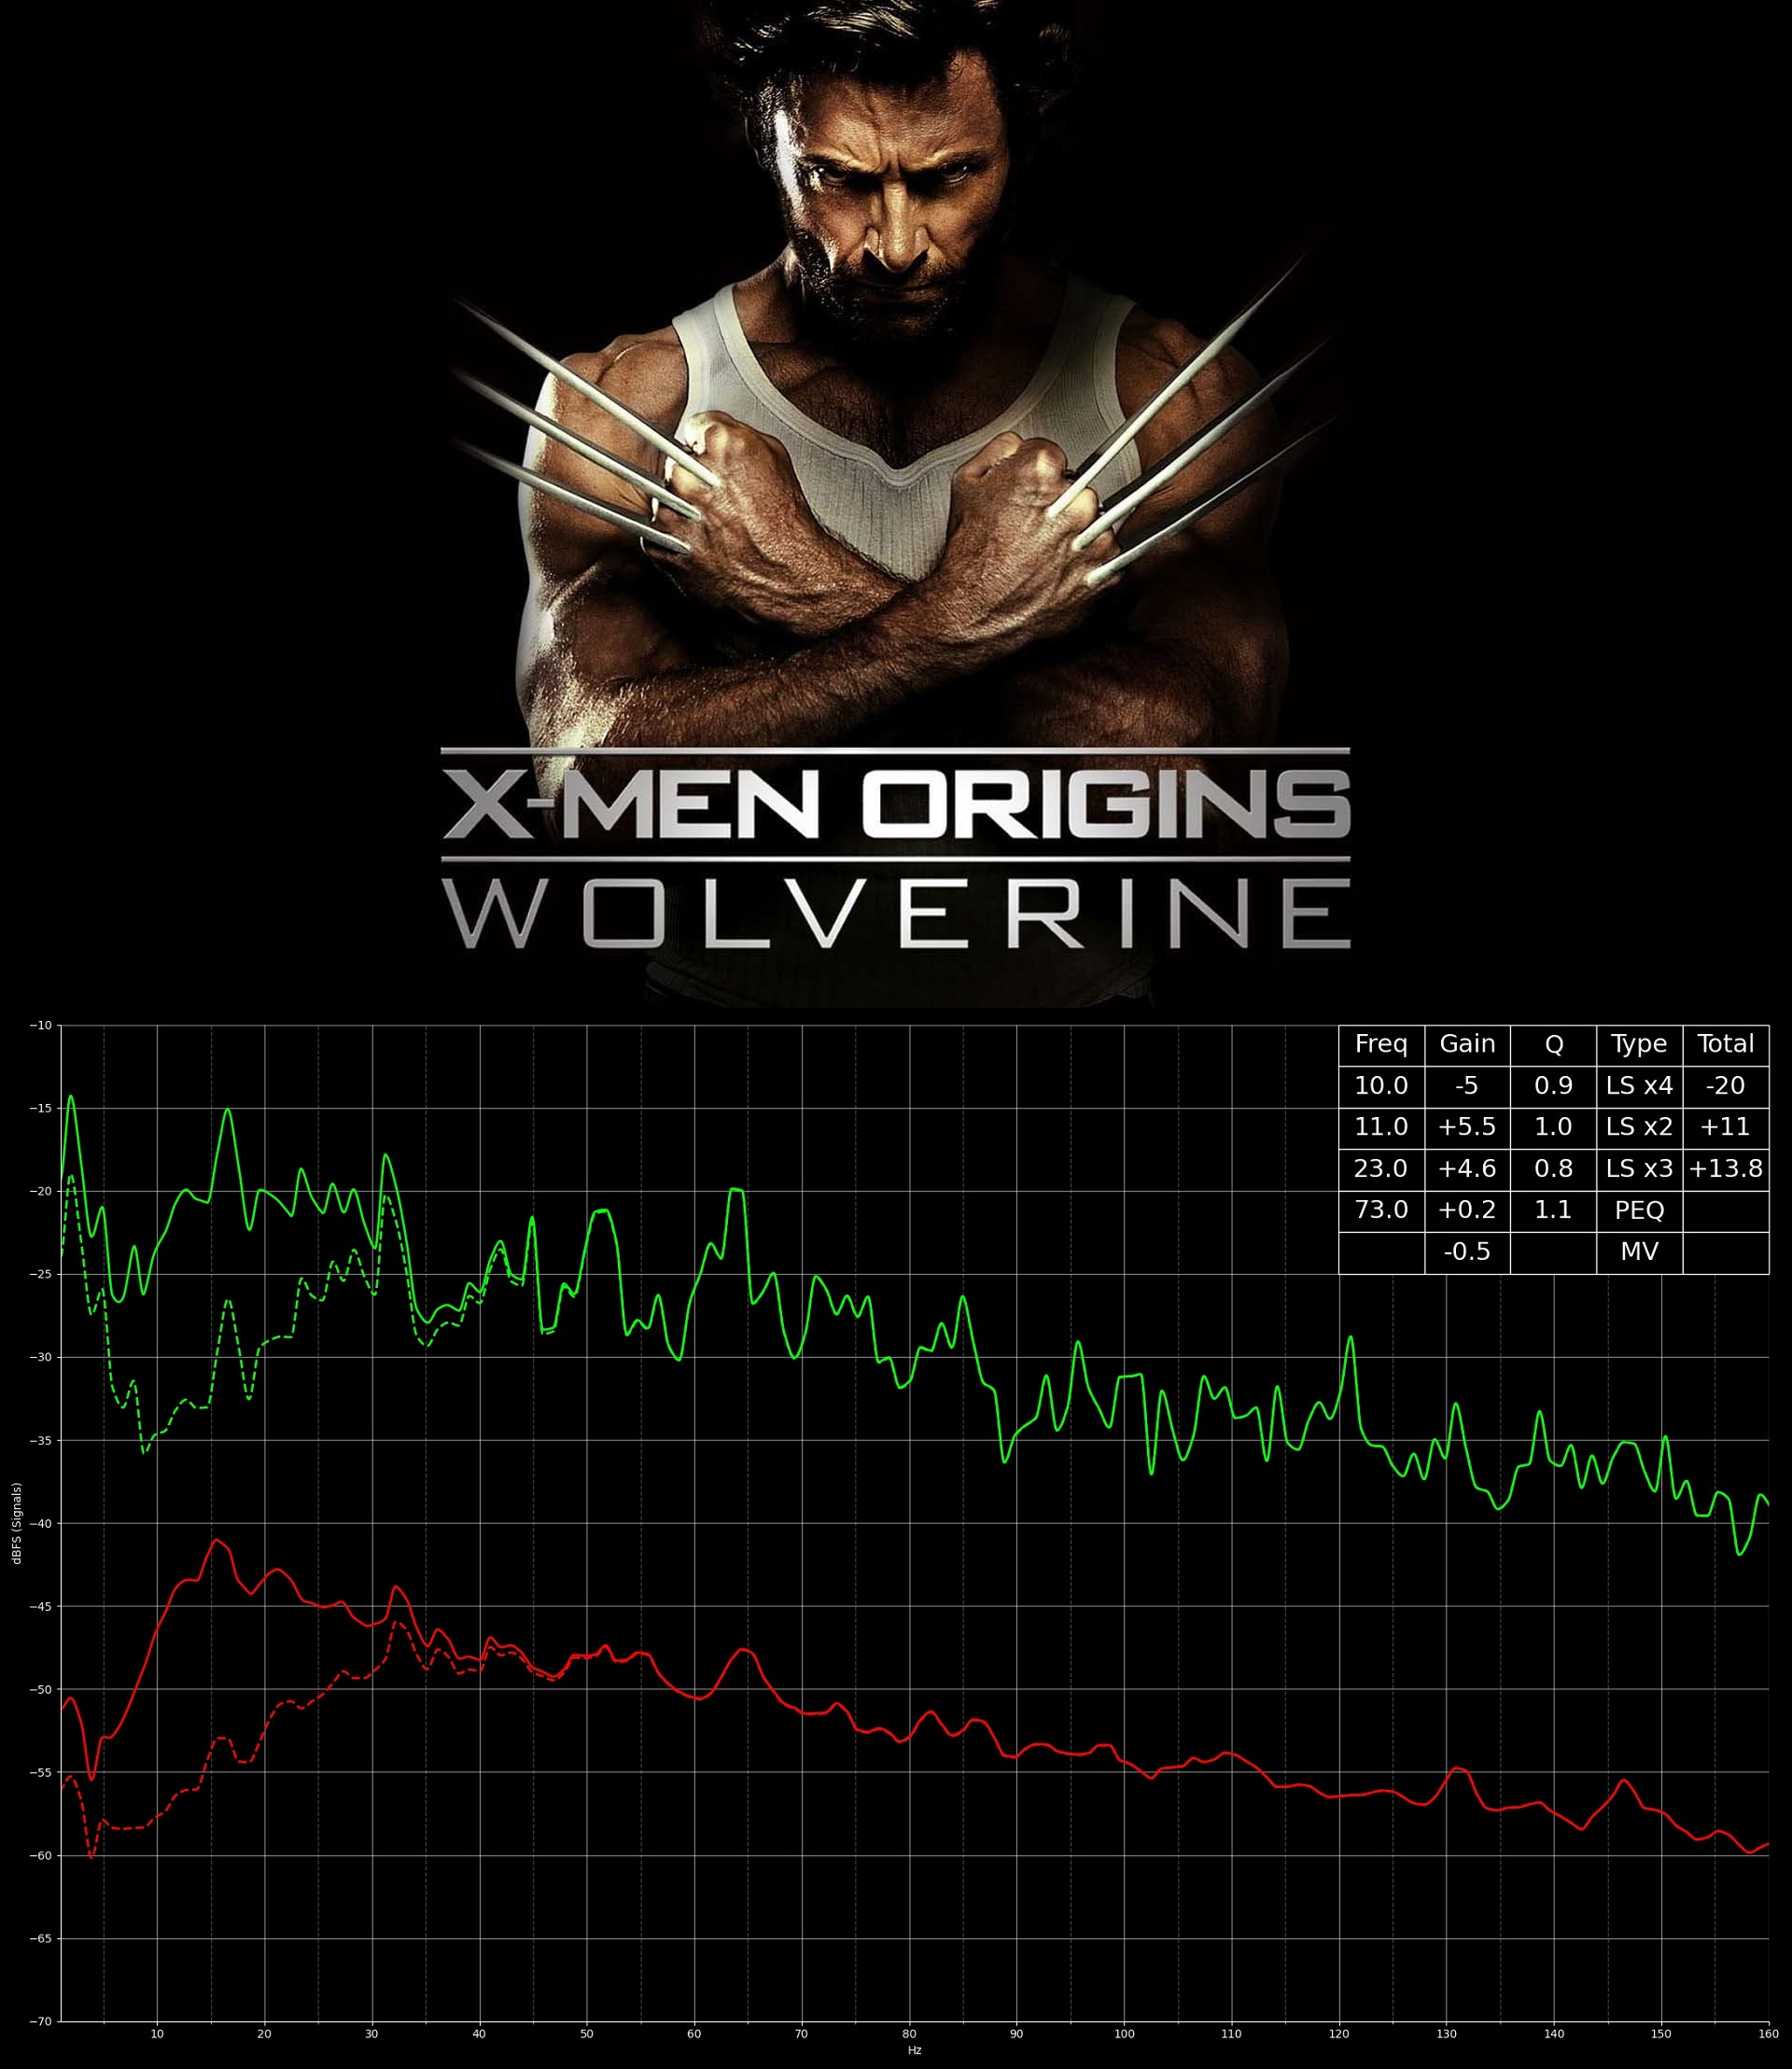 X-MEN ORIGINS
WOLVERINE
Freq Gain Q Type Total
10.0 -5 0.9 LS x4 -20
11.0 +5.5 1.0 LS x2 +11
23.0 +4.6 0.8 LS x3 +13.8
73.0 +0.2 1.1 PEQ
-0.5 MV
−10
−15
−20
−25
−30
−35
−40
−45
−50
−55
−60
−65
−70
dBFS (Signals)
10 20 30 40 50 60 70 80 90 100 110 120 130 140 150 160
Hz